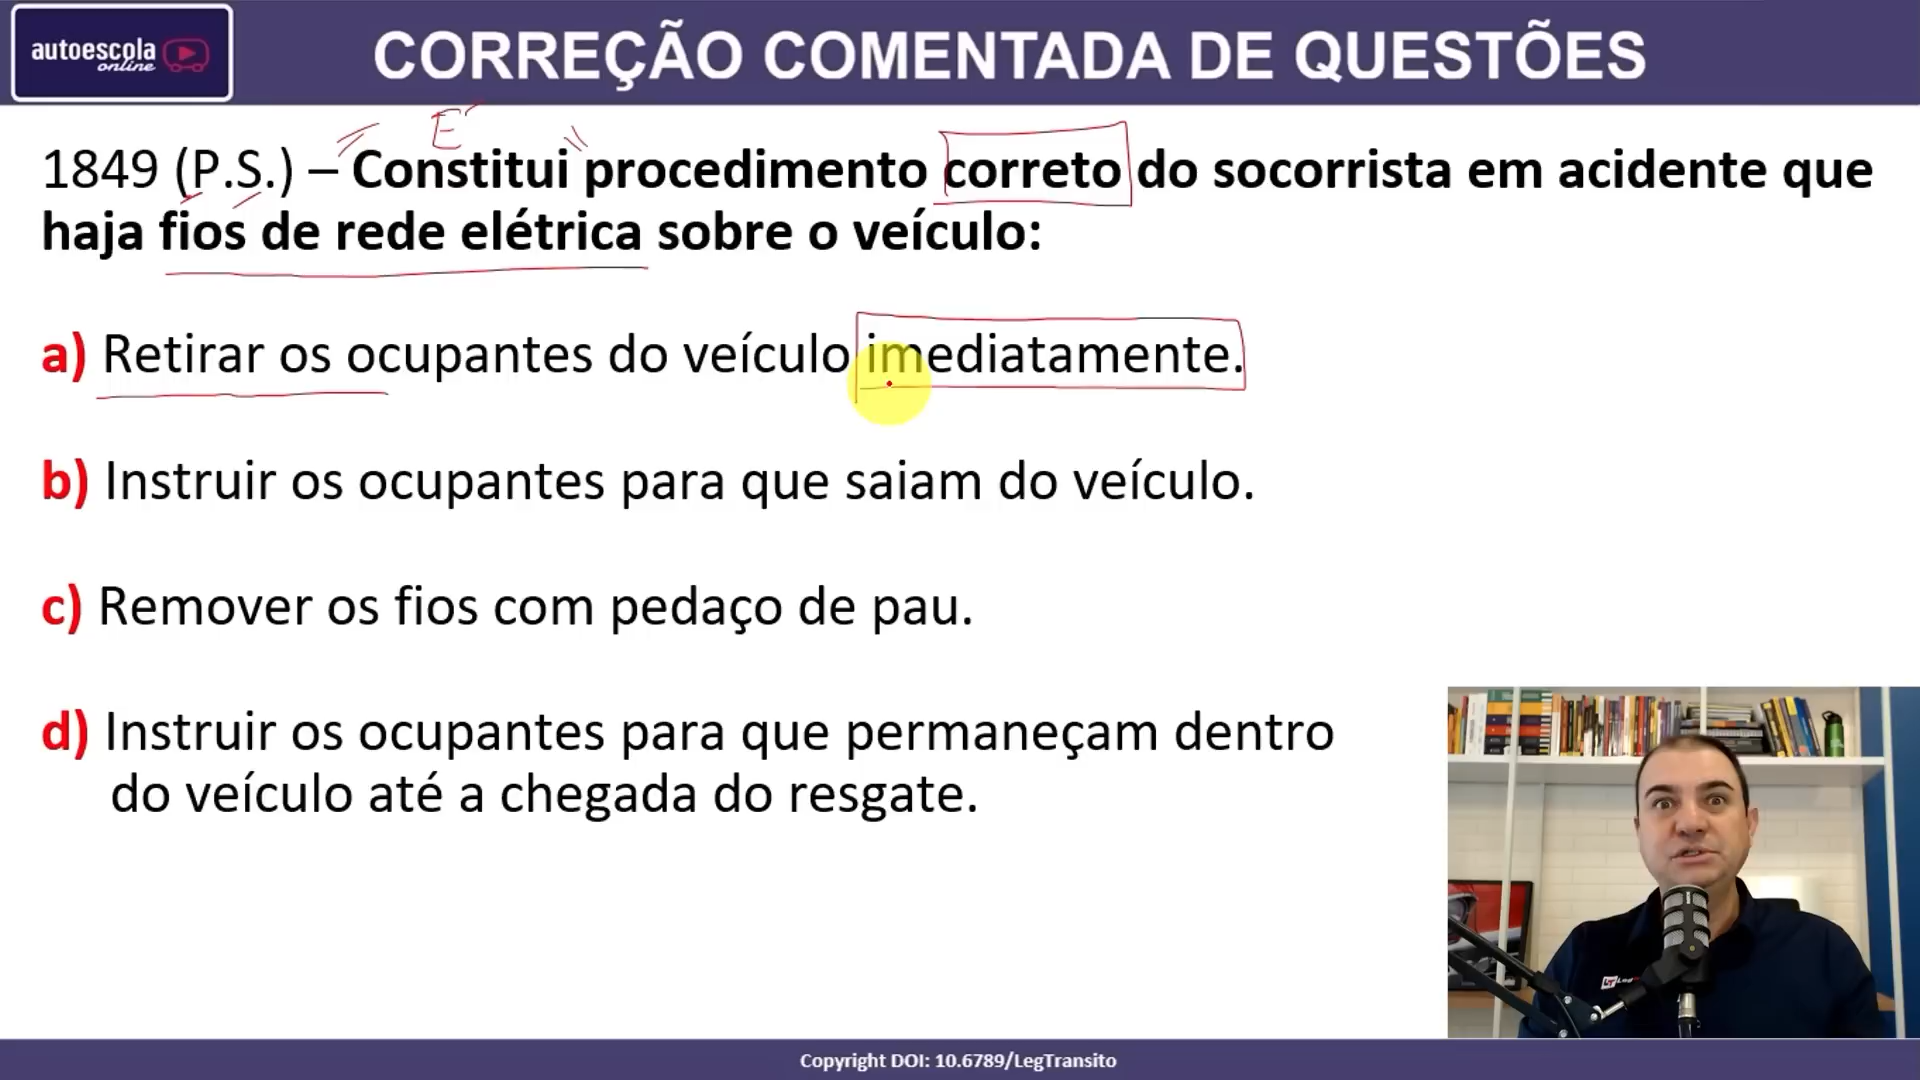 autoescola
online
CORREÇÃO COMENTADA DE QUESTÕES
E
1849 (P.S.) – Constitui procedimento correto do socorrista em acidente que
haja fios de rede elétrica sobre o veículo:
a) Retirar os ocupantes do veículo imediatamente.
b) Instruir os ocupantes para que saiam do veículo.
c) Remover os fios com pedaço de pau.
d) Instruir os ocupantes para que permaneçam dentro
do veículo até a chegada do resgate.
Copyright DOI: 10.6789/LegTransito